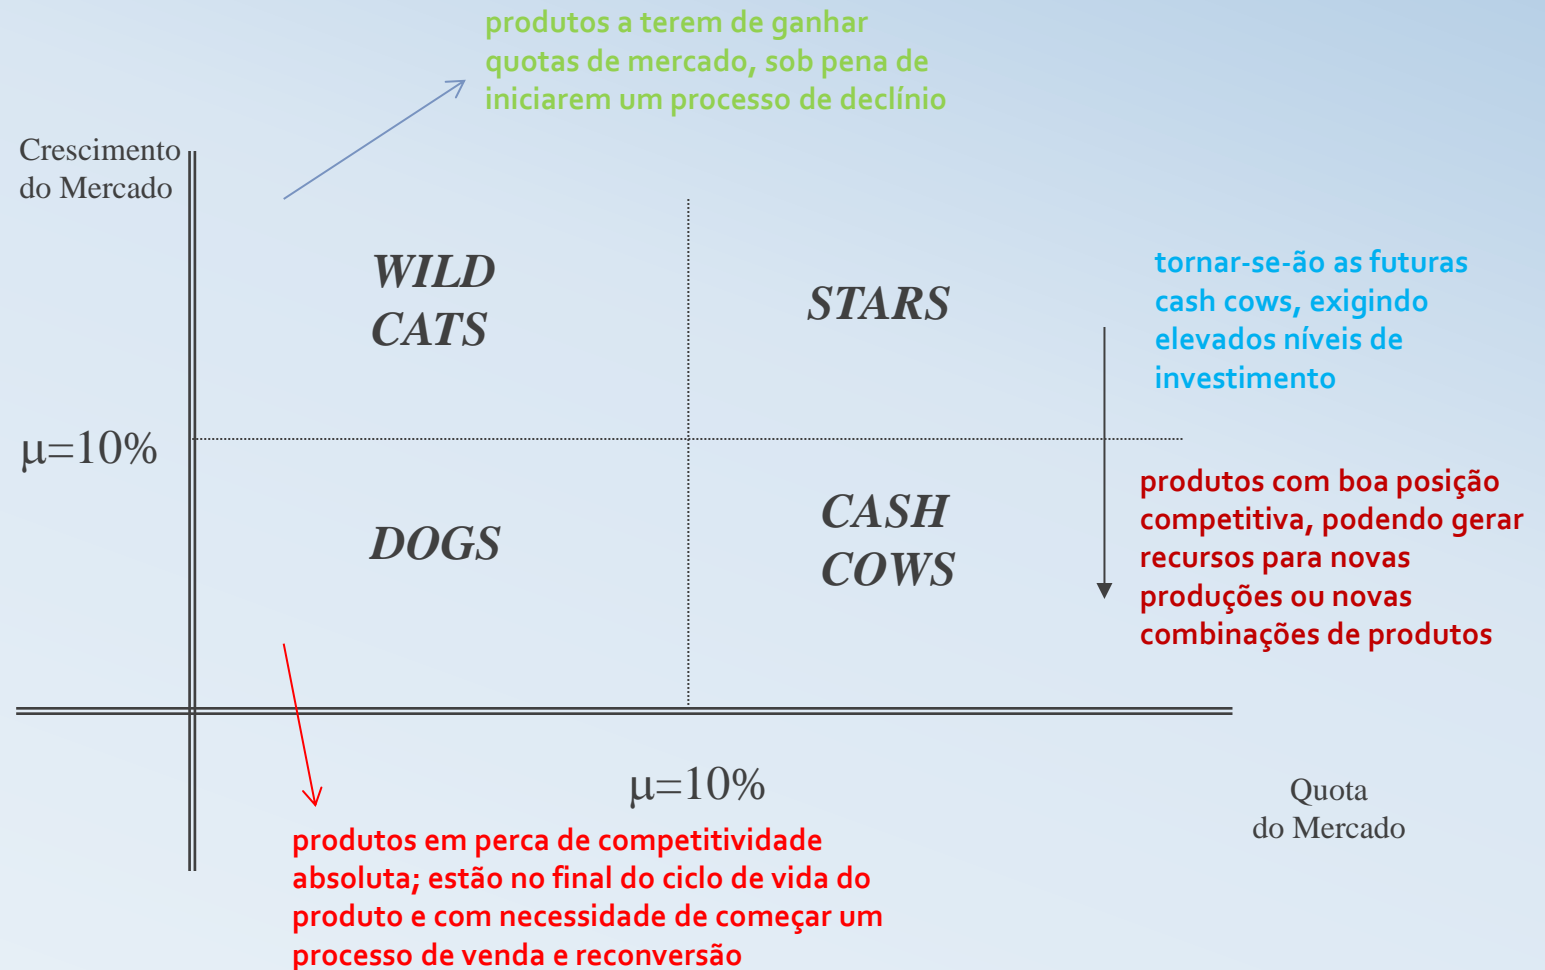 produtos a terem de ganhar
quotas de mercado, sob pena de
iniciarem um processo de declínio
Crescimento
do Mercado
WILD
CATS
STARS
tornar-se-ão as futuras
cash cows, exigindo
elevados níveis de
investimento
μ=10%
DOGS
CASH
COWS
produtos com boa posição
competitiva, podendo gerar
recursos para novas
produções ou novas
combinações de produtos
μ=10%
Quota
do Mercado
produtos em perca de competitividade
absoluta; estão no final do ciclo de vida do
produto e com necessidade de começar um
processo de venda e reconversão